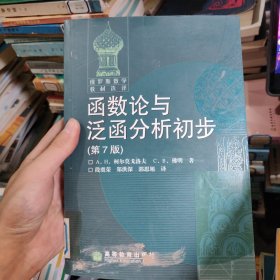 俄罗斯数学
教材选译
函数论与
泛函分析初步
(第7版)
А. Н. 柯尔莫戈洛夫 С. В. 佛明 著
段虞荣 郑洪深 郭思旭 译
高等教育出版社